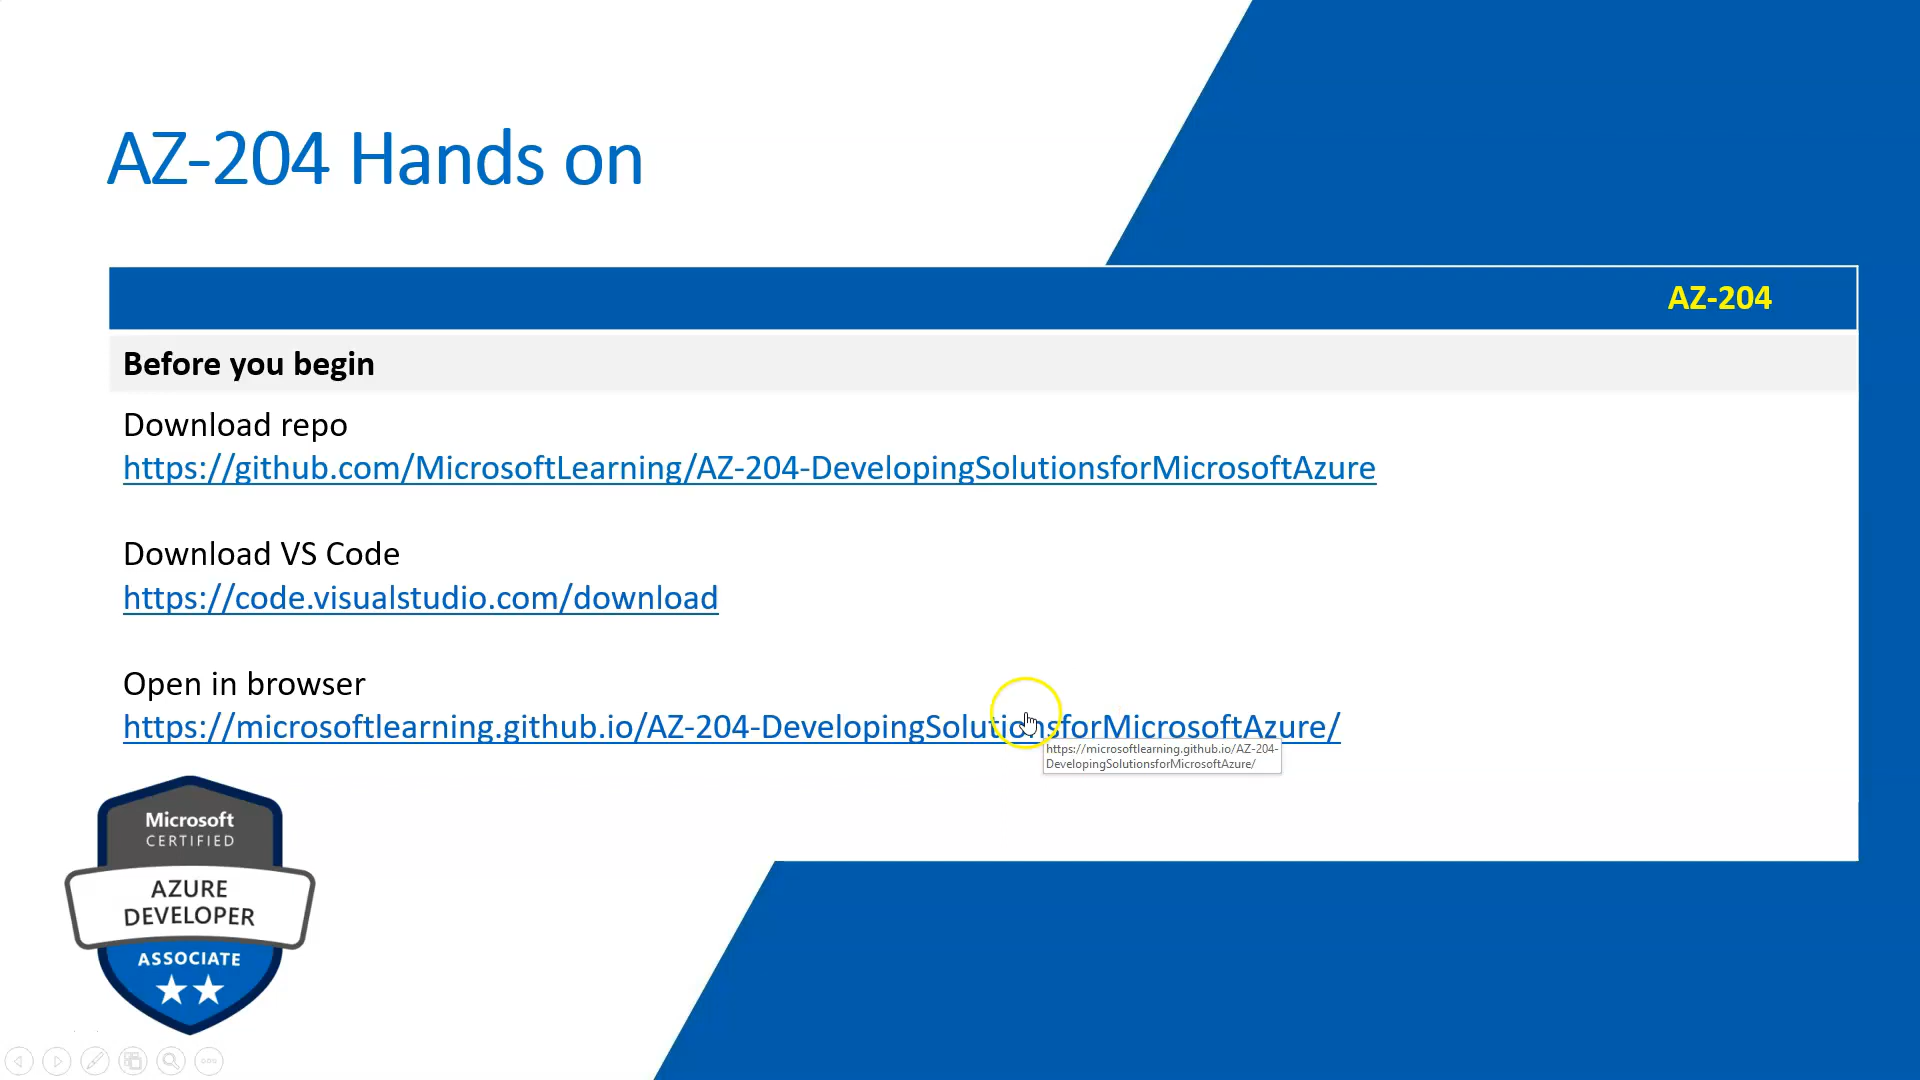 AZ-204 Hands on
AZ-204
Before you begin
Download repo
https://github.com/MicrosoftLearning/AZ-204-DevelopingSolutionsforMicrosoftAzure
Download VS Code
https://code.visualstudio.com/download
Open in browser
https://microsoftlearning.github.io/AZ-204-DevelopingSolutionsforMicrosoftAzure/
https://microsoftlearning.github.io/AZ-204-
DevelopingSolutionsforMicrosoftAzure/
Microsoft
CERTIFIED
AZURE
DEVELOPER
ASSOCIATE